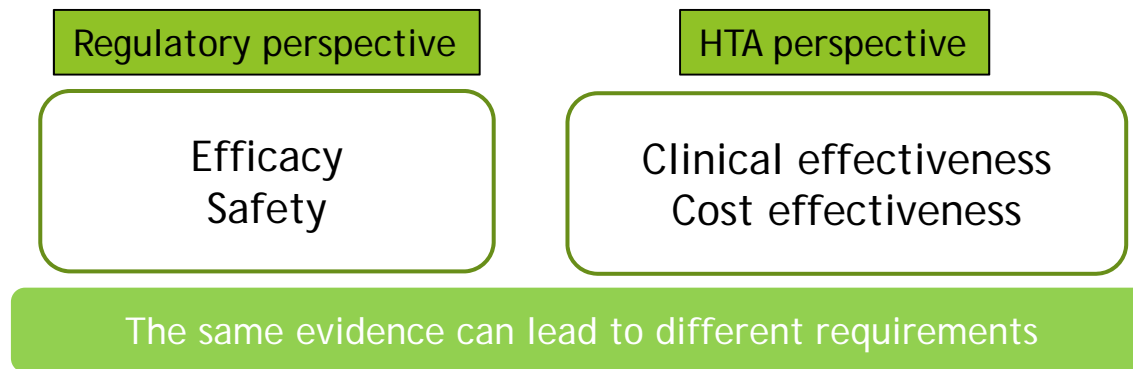 Regulatory perspective
HTA perspective
Efficacy
Safety
Clinical effectiveness
Cost effectiveness
The same evidence can lead to different requirements